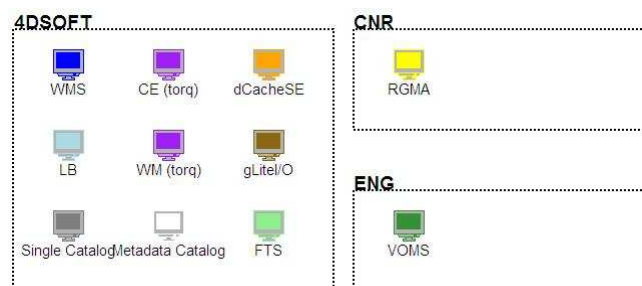 4DSOFT
CNR
WMS
CE (torq)
dCacheSE
RGMA
LB
WM (torq)
gLiteI/O
ENG
Single Catalog
Metadata Catalog
FTS
VOMS